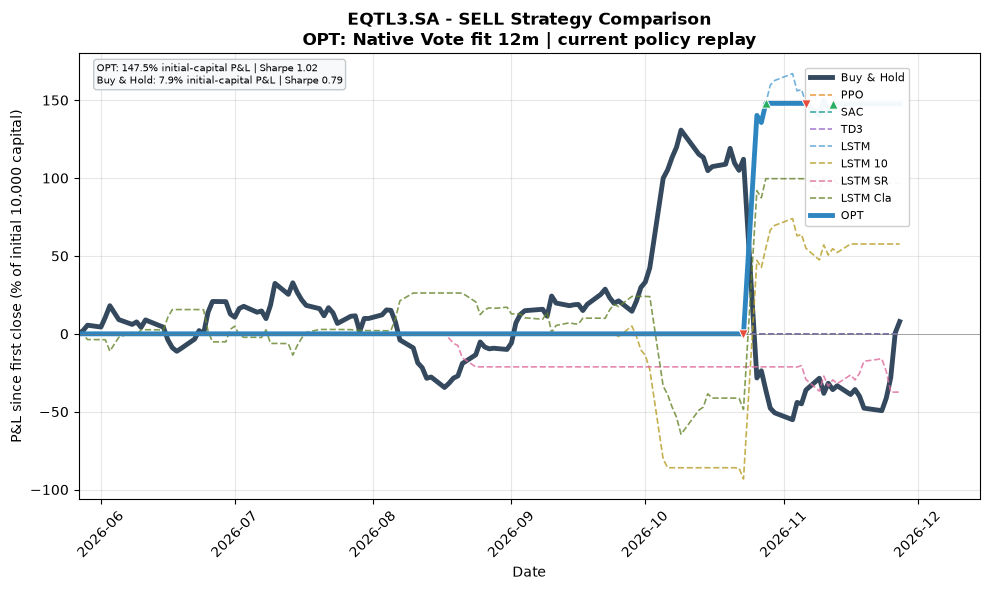 EQTL3.SA - SELL Strategy Comparison
OPT: Native Vote fit 12m | current policy replay
OPT: 147.5% initial-capital P&L | Sharpe 1.02
Buy & Hold: 7.9% initial-capital P&L | Sharpe 0.79
Buy & Hold
PPO
SAC
TD3
LSTM
LSTM 10
LSTM SR
LSTM Cla
OPT
P&L since first close (% of initial 10,000 capital)
150
100
50
0
−50
−100
2026-06
2026-07
2026-08
2026-09
2026-10
2026-11
2026-12
Date